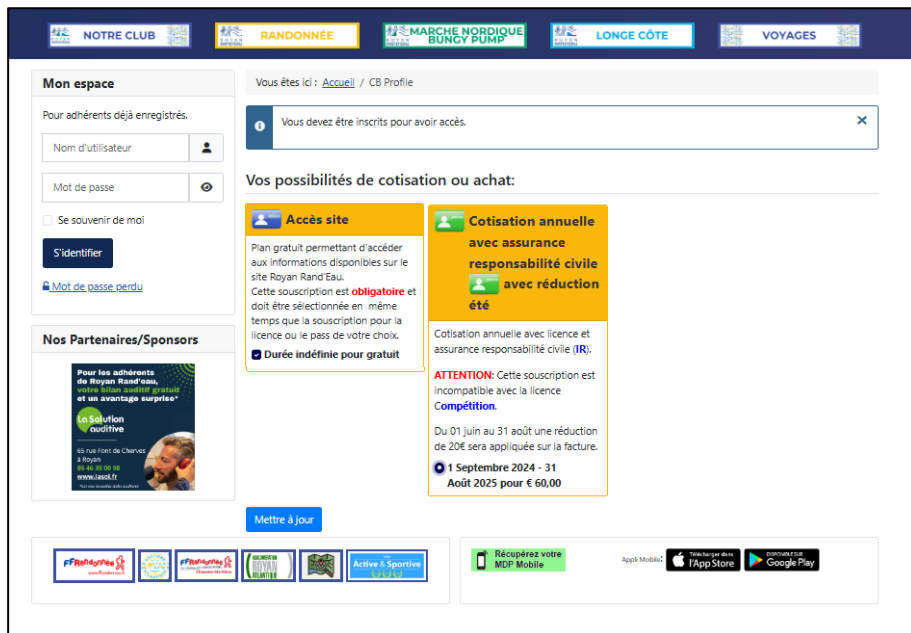 NOTRE CLUB
RANDONNÉE
MARCHE NORDIQUE
BUNGY PUMP
LONGE CÔTE
VOYAGES
Mon espace
Pour adhérents déjà enregistrés.
Nom d'utilisateur
Mot de passe
Se souvenir de moi
S'identifier
Mot de passe perdu
Nos Partenaires/Sponsors
Pour les adhérents
de Royan Rand'eau,
votre bilan auditif gratuit
et un avantage surprise*
La Solution
auditive
65 rue Font de Cherves
à Royan
05 46 39 00 98
www.lasol.fr
Vous êtes ici : Accueil / CB Profile
Vous devez être inscrits pour avoir accès.
Vos possibilités de cotisation ou achat:
Accès site
Plan gratuit permettant d'accéder
aux informations disponibles sur le
site Royan Rand'Eau.
Cette souscription est obligatoire et
doit être sélectionnée en même
temps que la souscription pour la
licence ou le pass de votre choix.
Durée indéfinie pour gratuit
Cotisation annuelle
avec assurance
responsabilité civile
avec réduction
été
Cotisation annuelle avec licence et
assurance responsabilité civile (IR).
ATTENTION: Cette souscription est
incompatible avec la licence
Compétition.
Du 01 juin au 31 août une réduction
de 20€ sera appliquée sur la facture.
1 Septembre 2024 - 31
Août 2025 pour € 60,00
Mettre à jour
FFRandonnée
FFRandonnée
ROYAN
ATLANTIQUE
Active & Sportive
Récupérez votre
MDP Mobile
Appli Mobile:
Télécharger dans
l'App Store
DISPONIBLE SUR
Google Play